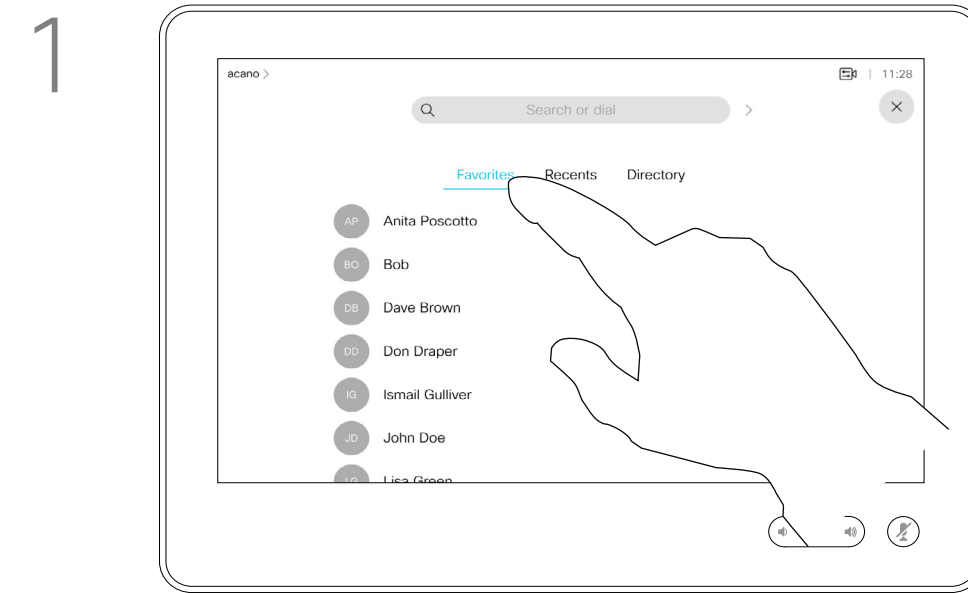 1
acano > | 11:28
Search or dial >
Favorites Recents Directory
AP Anita Poscotto
BO Bob
DB Dave Brown
DD Don Draper
IG Ismail Gulliver
JD John Doe
LG Lisa Green